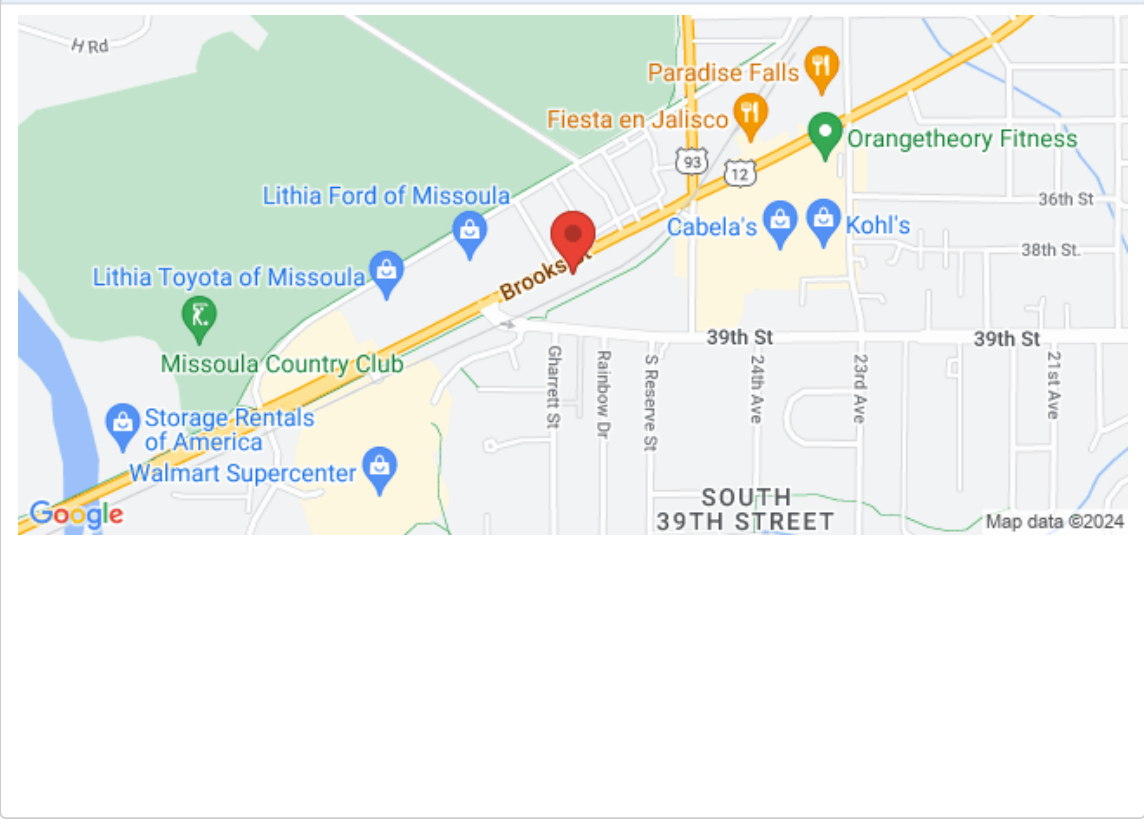 H Rd
Paradise Falls
Fiesta en Jalisco
Orangetheory Fitness
93
12
Lithia Ford of Missoula
36th St
Cabela's
Kohl's
38th St.
Brooks St
Lithia Toyota of Missoula
39th St
39th St
Missoula Country Club
Gharrett St
Rainbow Dr
S Reserve St
24th Ave
23rd Ave
21st Ave
Storage Rentals
of America
Walmart Supercenter
SOUTH
39TH STREET
Google
Map data ©2024